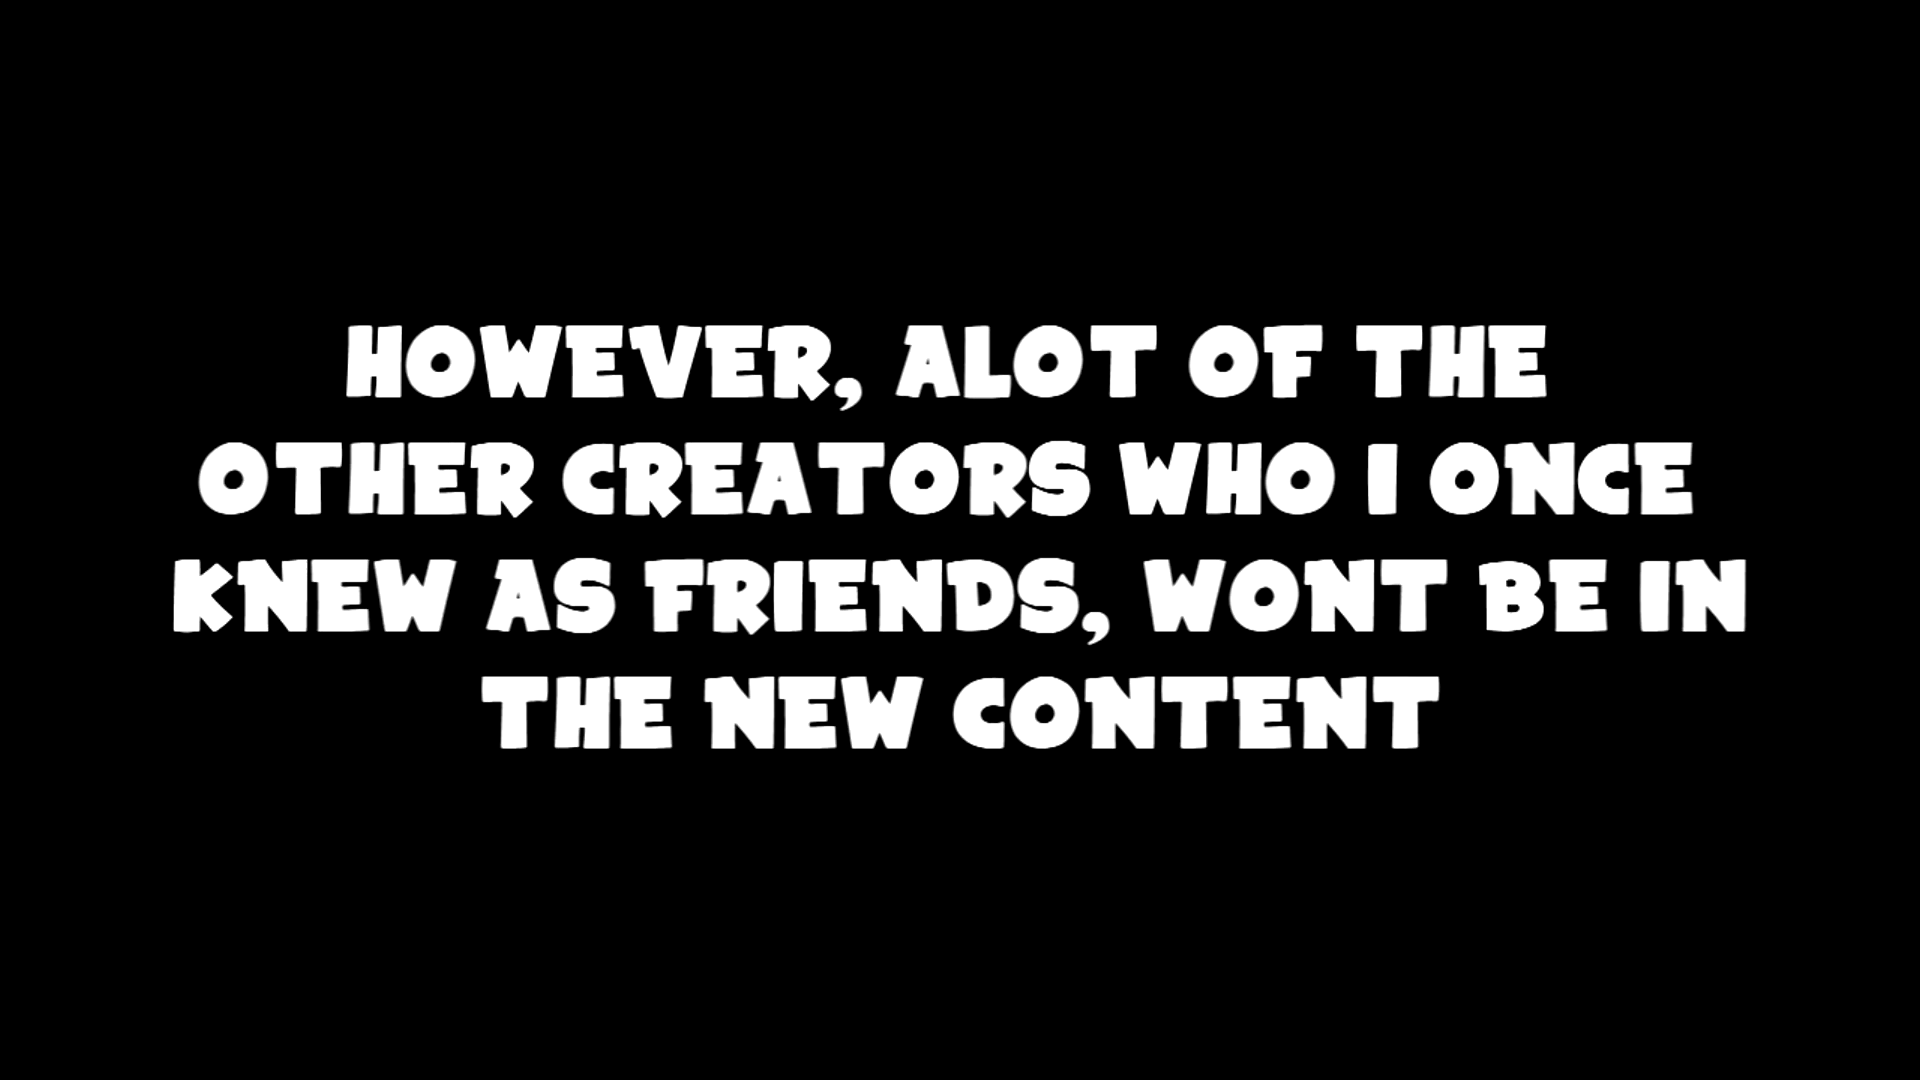 HOWEVER, ALOT OF THE
OTHER CREATORS WHO I ONCE
KNEW AS FRIENDS, WONT BE IN
THE NEW CONTENT